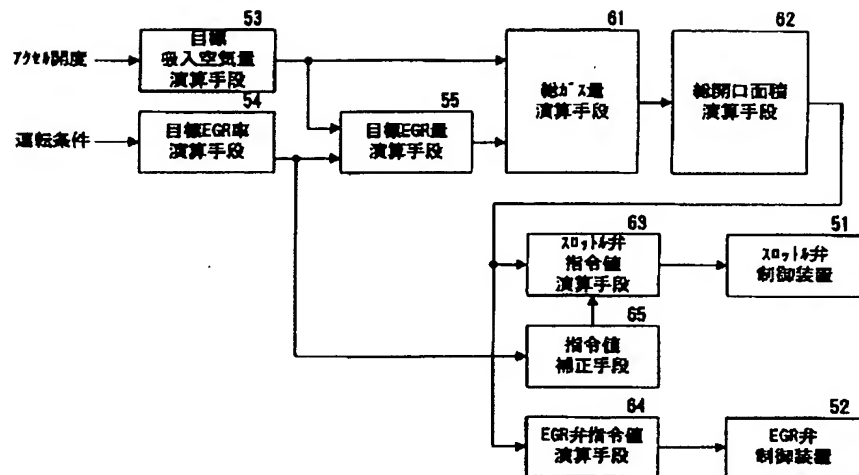 53
61
62
目標
吸入空気量
演算手段
アクセル開度
総ガス量
演算手段
総開口面積
演算手段
54
55
目標EGR率
演算手段
運転条件
目標EGR量
演算手段
63
51
スロットル弁
指令値
演算手段
スロットル弁
制御装置
65
指令値
補正手段
64
52
EGR弁指令値
演算手段
EGR弁
制御装置